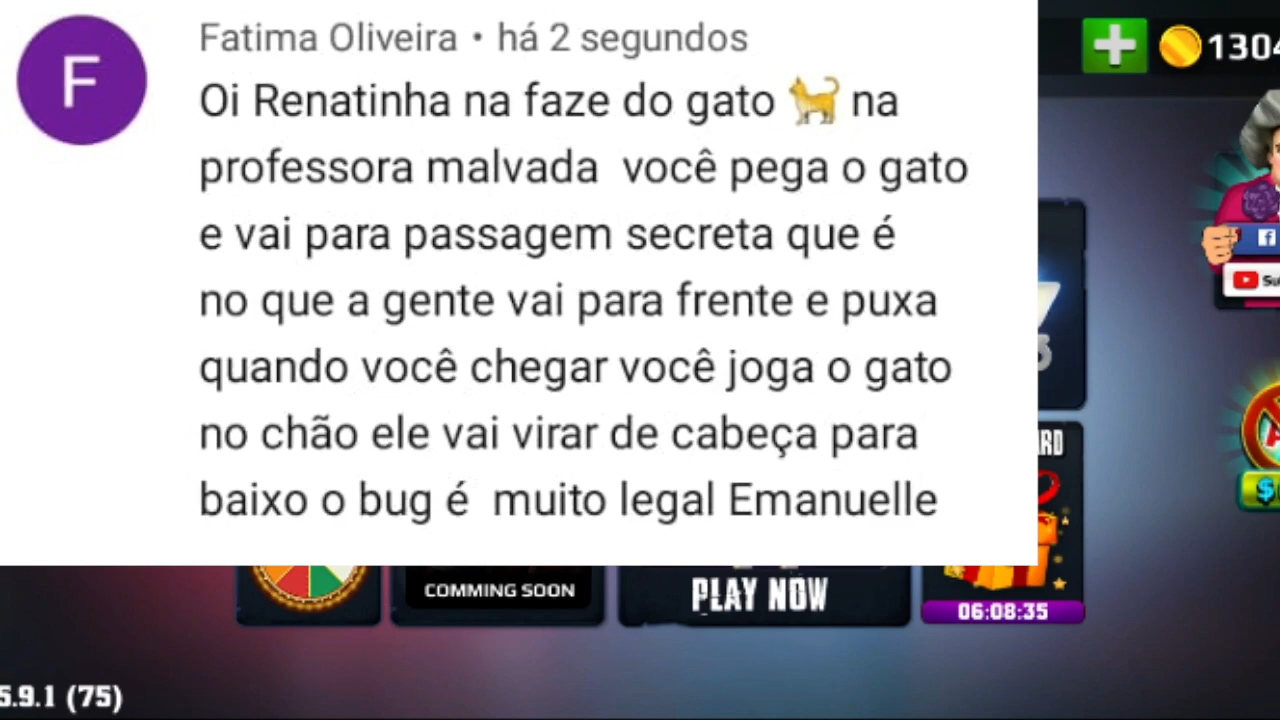 Fatima Oliveira • há 2 segundos
Oi Renatinha na faze do gato 🐈 na
professora malvada você pega o gato
e vai para passagem secreta que é
no que a gente vai para frente e puxa
quando você chegar você joga o gato
no chão ele vai virar de cabeça para
baixo o bug é muito legal Emanuelle
F
1304
COMMING SOON
PLAY NOW
06:08:35
5.9.1 (75)